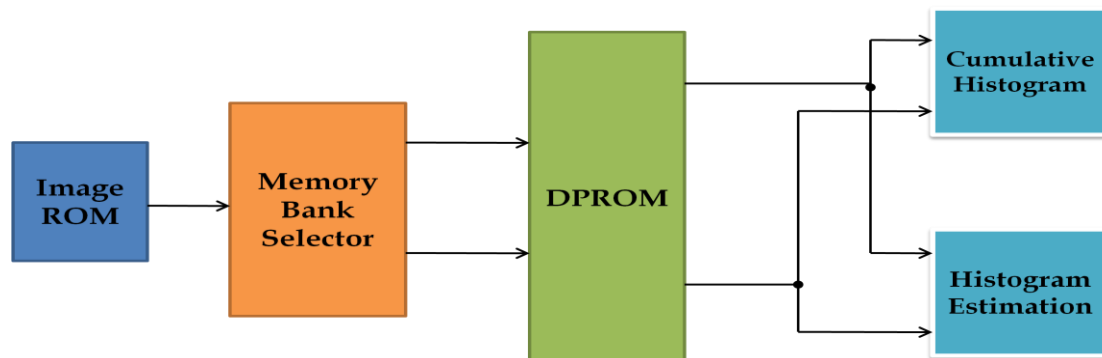 Image
ROM
Memory
Bank
Selector
DPROM
Cumulative
Histogram
Histogram
Estimation